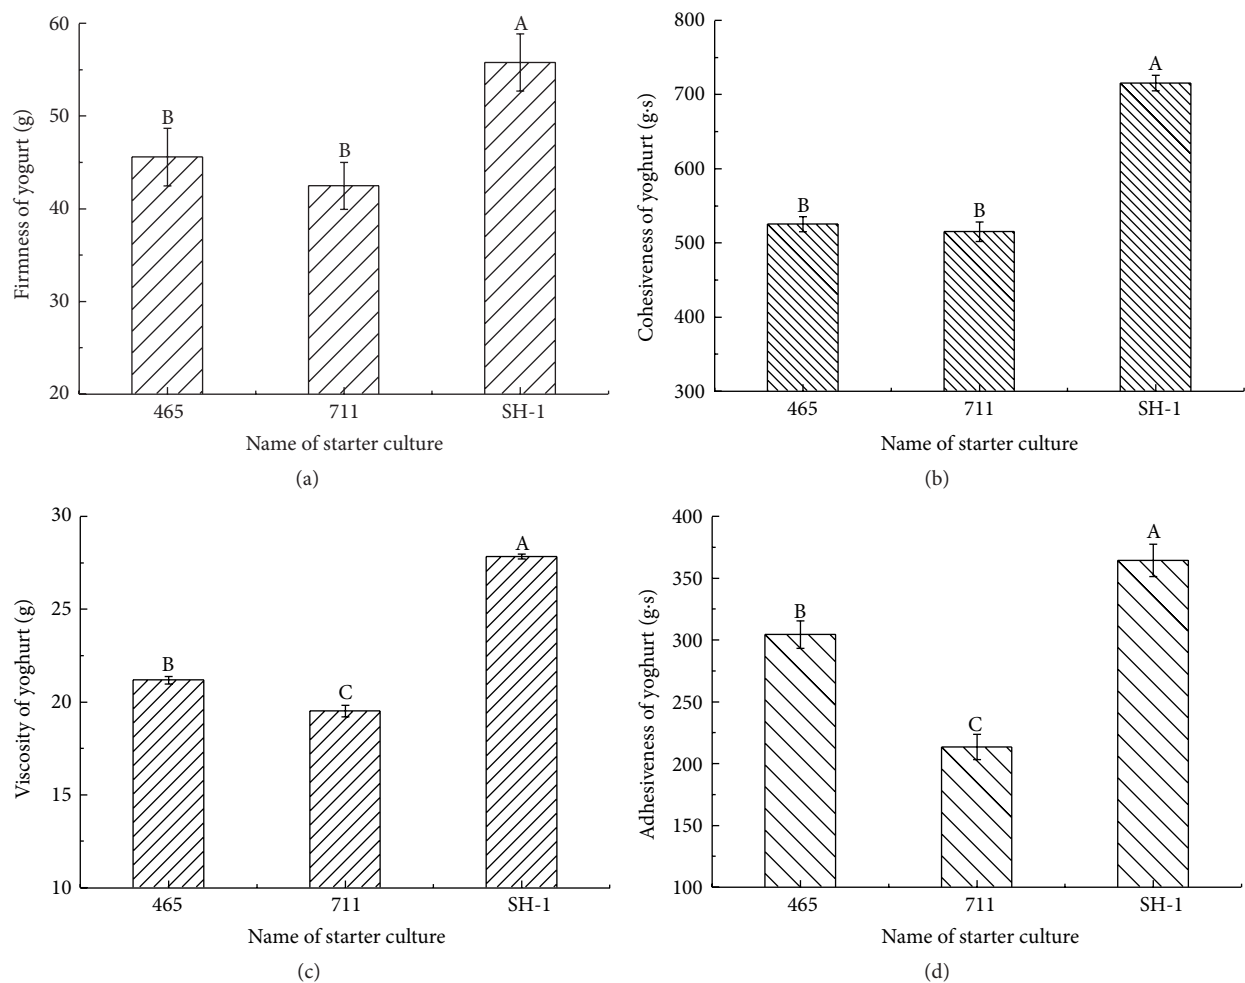 60
50
40
30
20
Firmness of yogurt (g)
B
B
A
465 711 SH-1
Name of starter culture
(a)
800
700
600
500
400
300
Cohesiveness of yoghurt (g·s)
B
B
A
465 711 SH-1
Name of starter culture
(b)
30
25
20
15
10
Viscosity of yoghurt (g)
B
C
A
465 711 SH-1
Name of starter culture
(c)
400
350
300
250
200
150
100
Adhesiveness of yoghurt (g·s)
B
C
A
465 711 SH-1
Name of starter culture
(d)